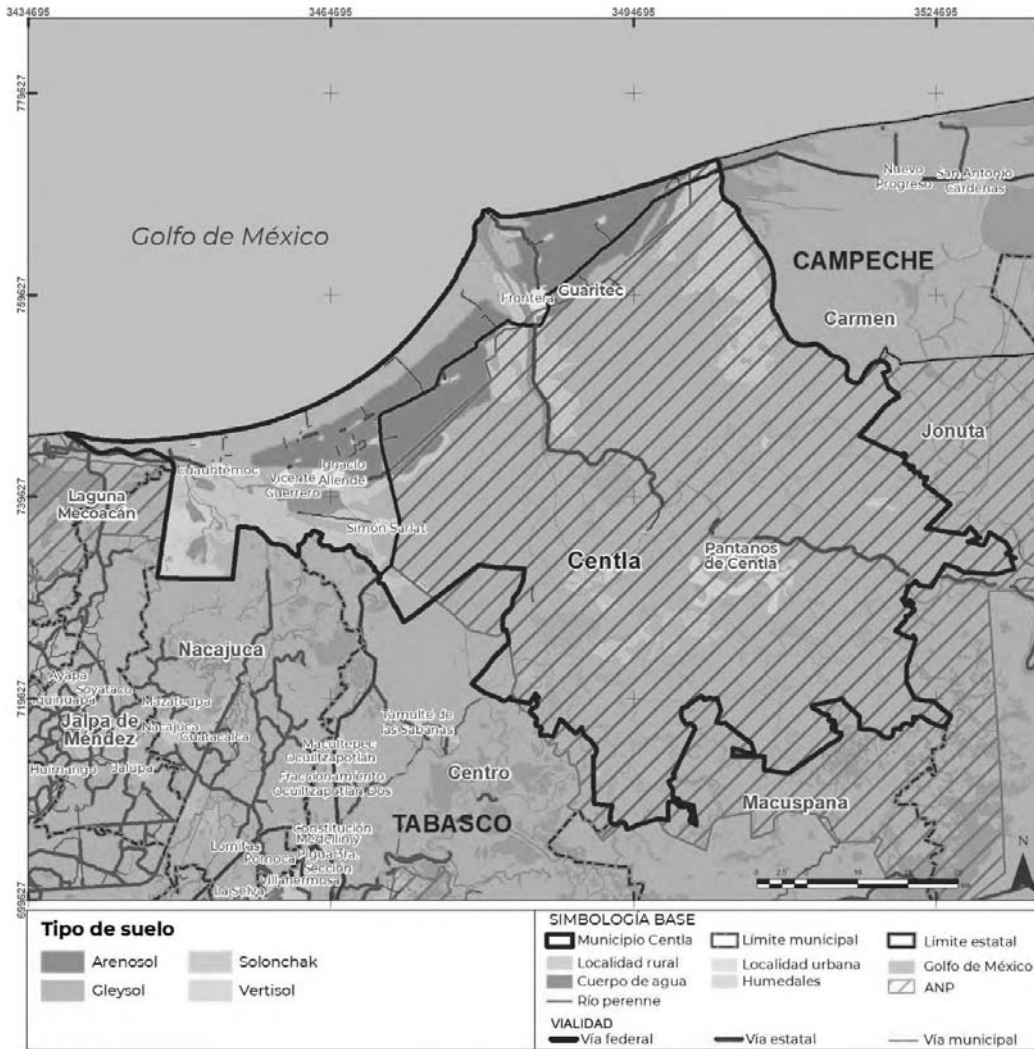 3434695
3464695
3494695
3524695
779627
Nuevo
Progreso
San Antonio
Cárdenas
Golfo de México
CAMPECHE
759627
Frontera
Guaritec
Carmen
Jonuta
Cuauhtémoc
Ignacio
Allende
Vicente
Guerrero
739627
Laguna
Mecoacán
Simón Sarlat
Centla
Pantanos
de Centla
Nacajuca
Ayapa
Soyataco
quinuapa
Mazateupa
719627
Jalpa de
Méndez
Nacajuca
Guatacalca
Tamulté de
las Sabanas
Macultepec
Ocuiltzapotlán
Huimango
Jalupa
Fraccionamiento
Ocuiltzapotlán Dos
Centro
Macuspana
TABASCO
Constitución
Medellín y
Pigua 3ra.
Sección
Lomitas
Pomoca
Villahermosa
La Selva
N
699627
Tipo de suelo
Arenosol
Solonchak
Gleysol
Vertisol
SIMBOLOGÍA BASE
Municipio Centla
Límite municipal
Límite estatal
Localidad rural
Localidad urbana
Golfo de México
Cuerpo de agua
Humedales
ANP
Río perenne
VIALIDAD
Vía federal
Vía estatal
Vía municipal